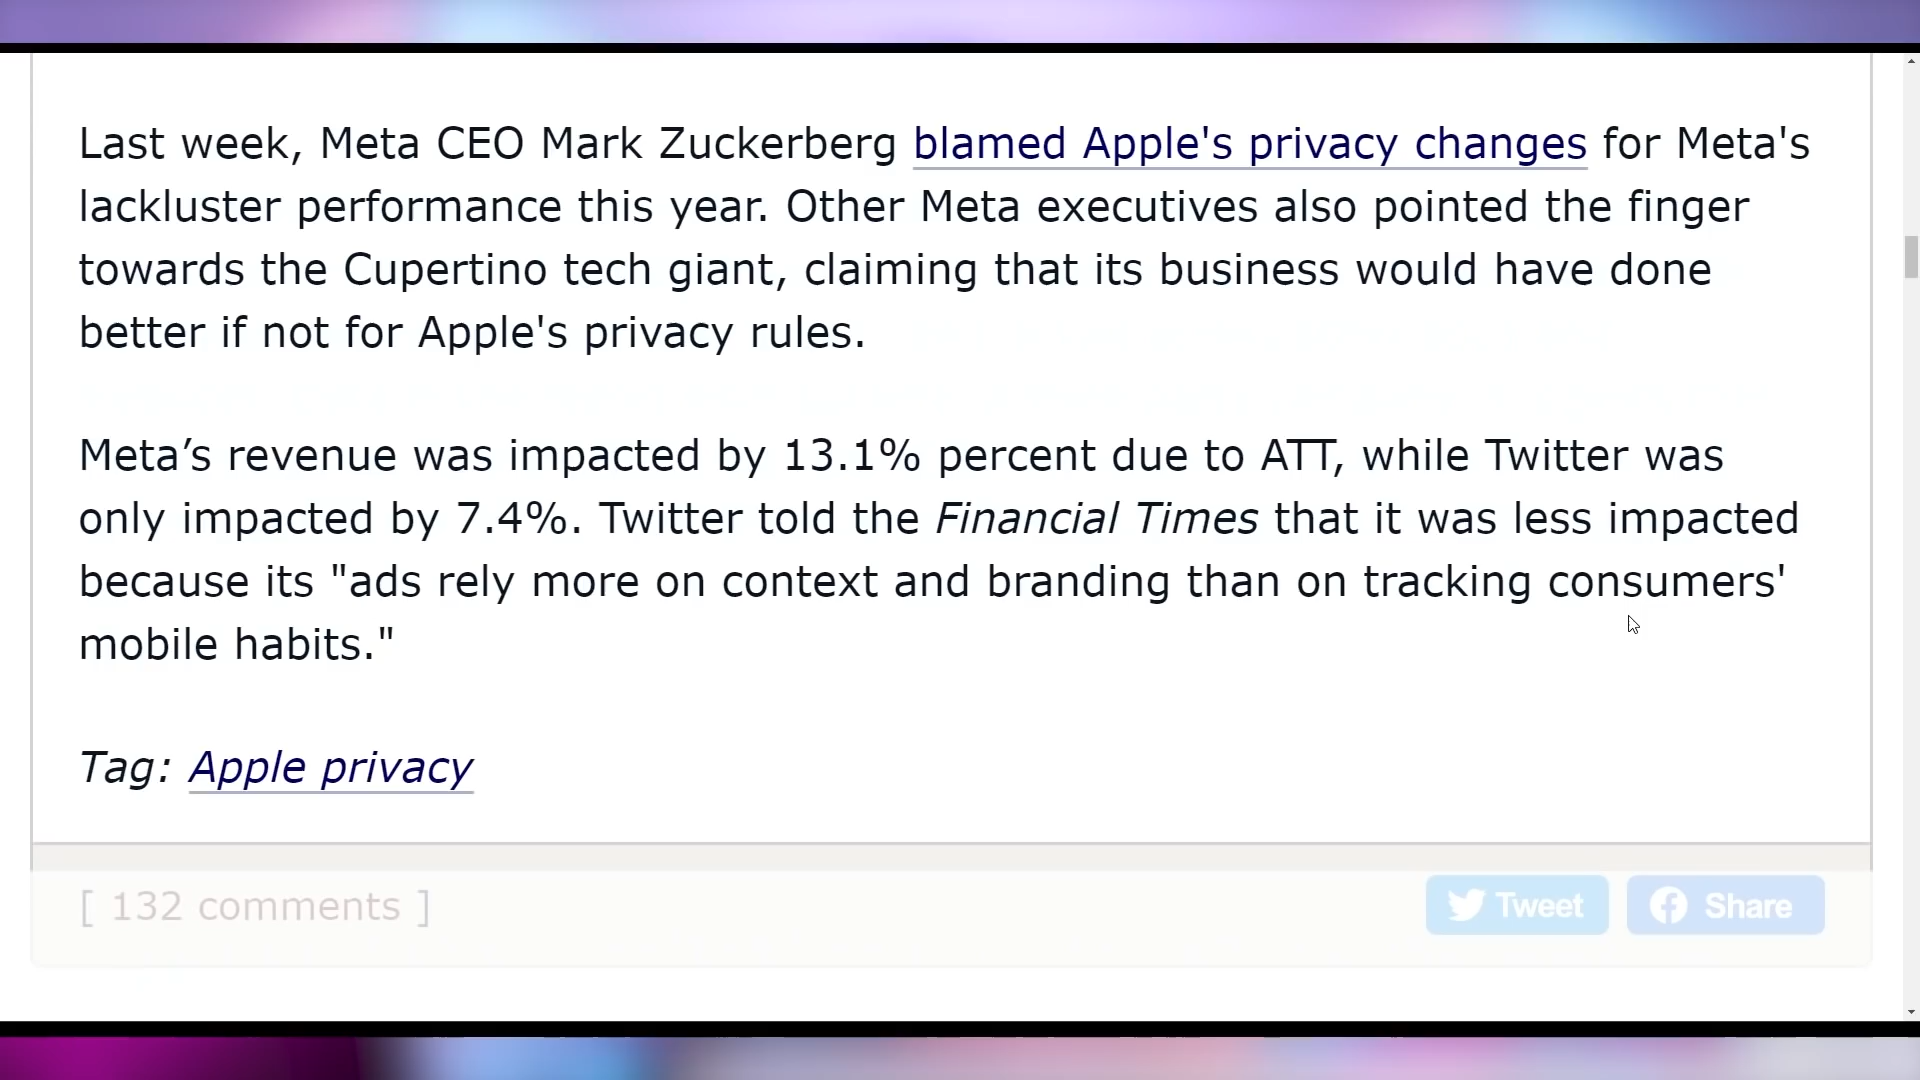 Last week, Meta CEO Mark Zuckerberg blamed Apple's privacy changes for Meta's
lackluster performance this year. Other Meta executives also pointed the finger
towards the Cupertino tech giant, claiming that its business would have done
better if not for Apple's privacy rules.
Meta’s revenue was impacted by 13.1% percent due to ATT, while Twitter was
only impacted by 7.4%. Twitter told the Financial Times that it was less impacted
because its "ads rely more on context and branding than on tracking consumers'
mobile habits."
Tag: Apple privacy
[ 132 comments ]
Tweet
Share